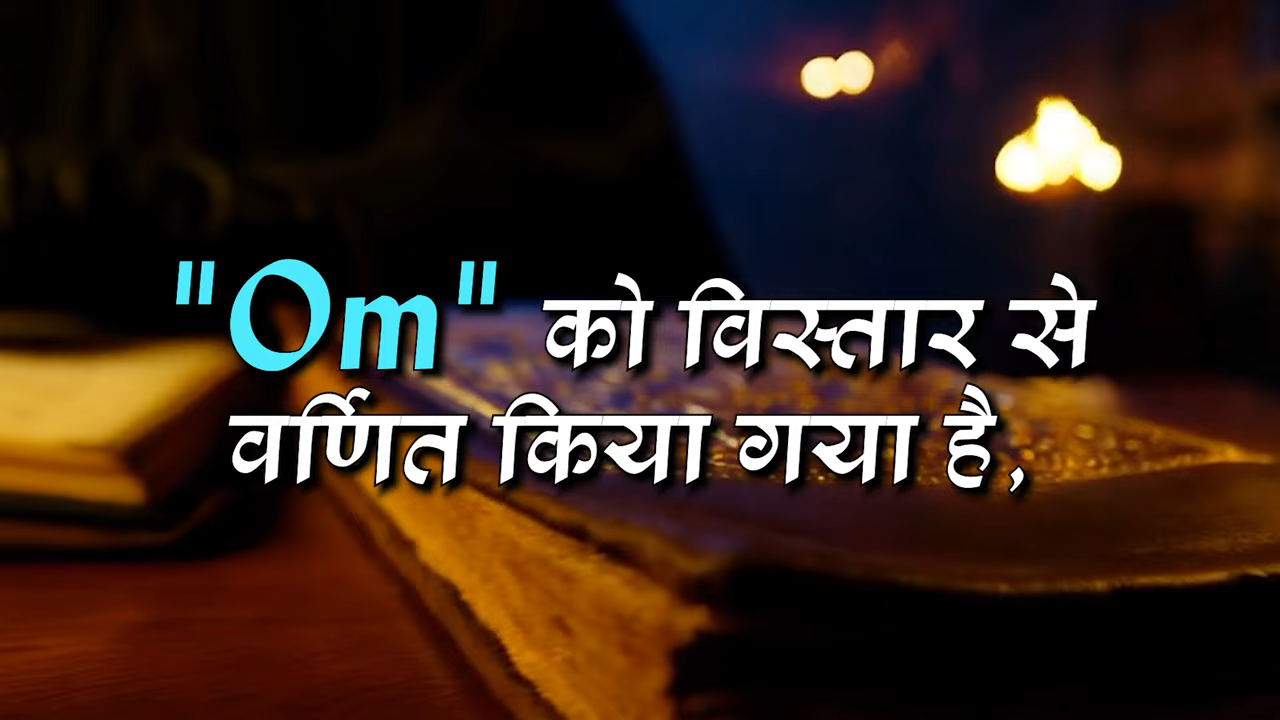 "Om" को विस्तार से
वर्णित किया गया है,